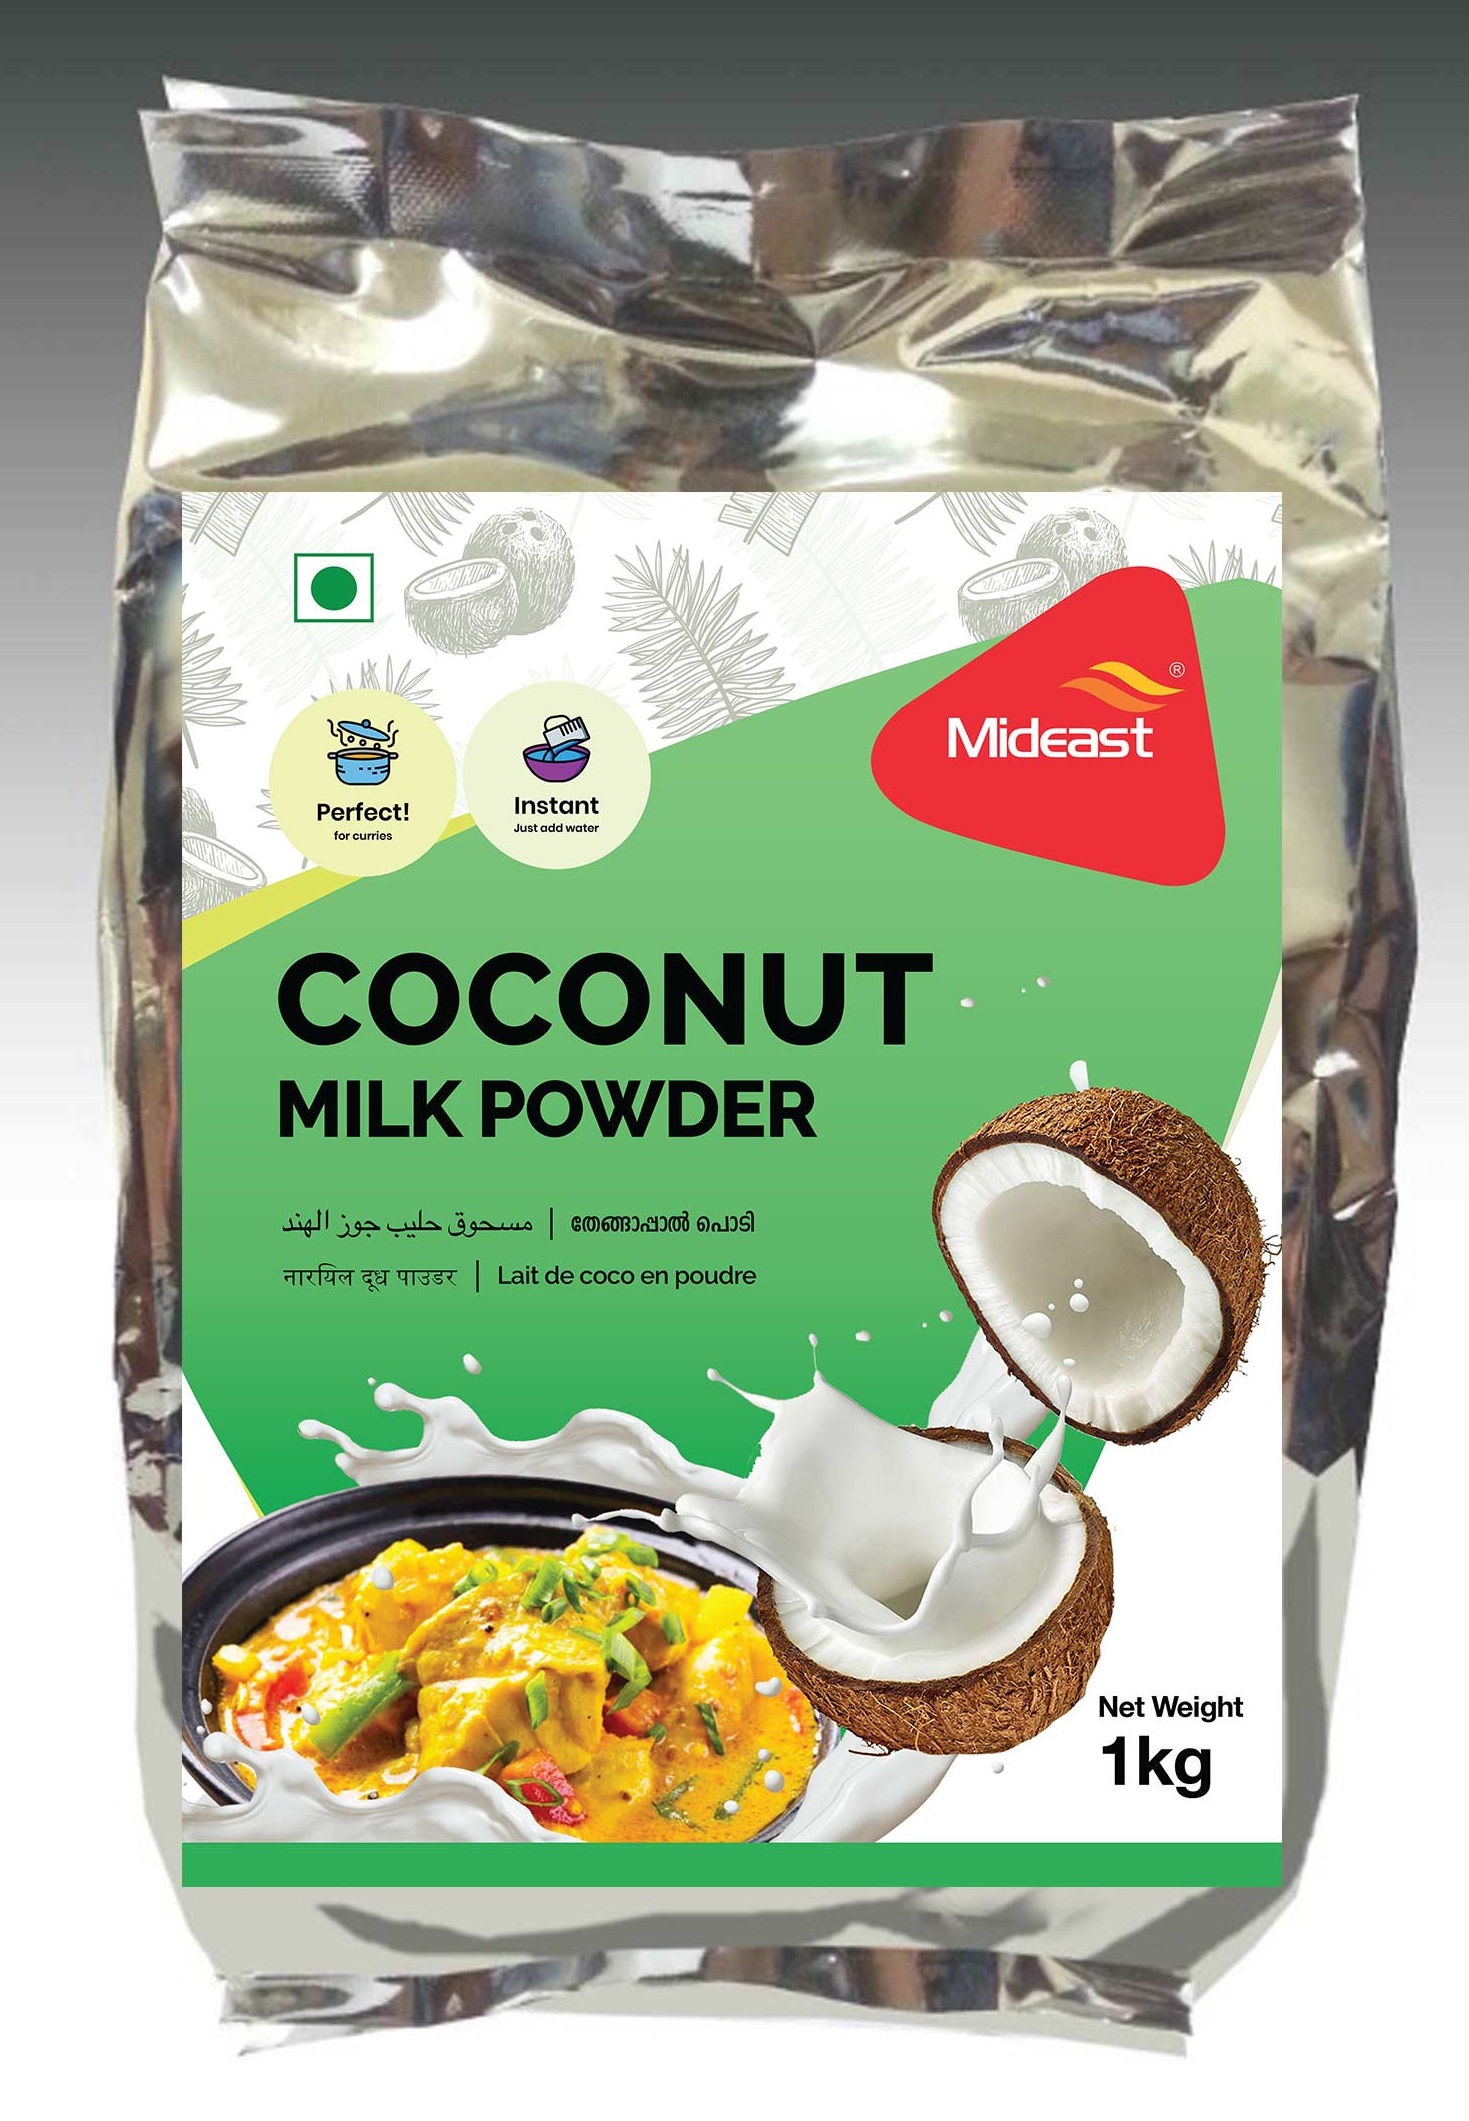 Mideast®
Perfect!
for curries
Instant
Just add water
COCONUT
MILK POWDER
مسحوق حليب جوز الهند | തേങ്ങാപ്പാൽ പൊടി
नारयिल दूध पाउडर | Lait de coco en poudre
Net Weight
1kg